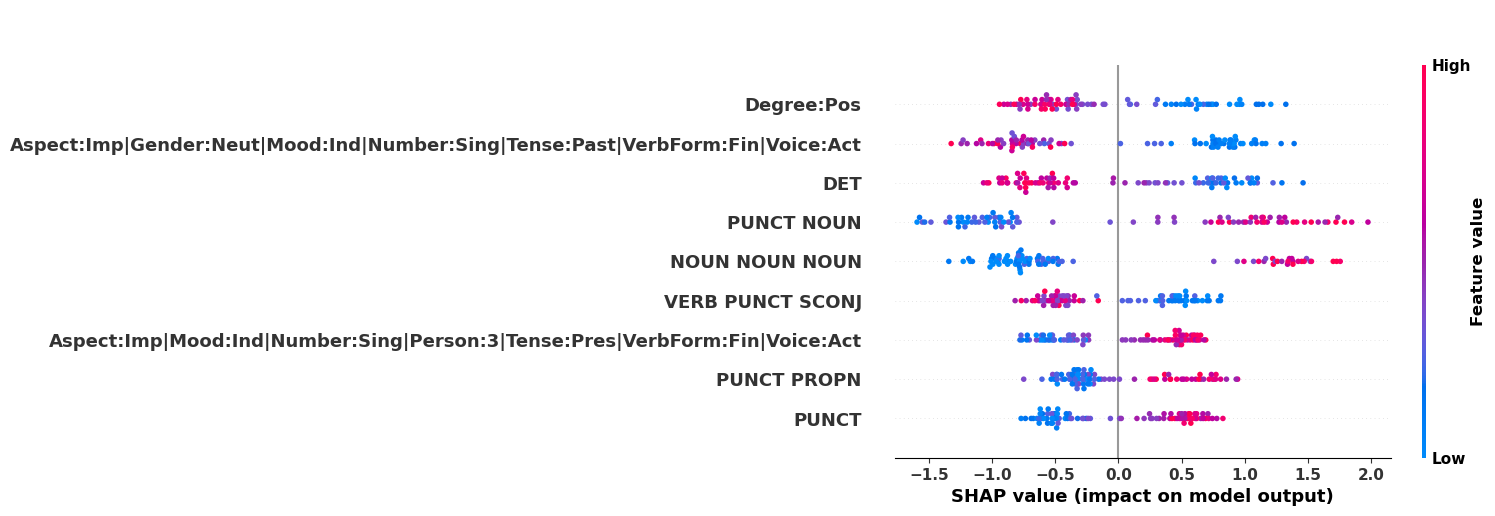 High
Degree:Pos
Aspect:Imp|Gender:Neut|Mood:Ind|Number:Sing|Tense:Past|VerbForm:Fin|Voice:Act
DET
PUNCT NOUN
NOUN NOUN NOUN
VERB PUNCT SCONJ
Aspect:Imp|Mood:Ind|Number:Sing|Person:3|Tense:Pres|VerbForm:Fin|Voice:Act
PUNCT PROPN
PUNCT
Feature value
Low
−1.5 −1.0 −0.5 0.0 0.5 1.0 1.5 2.0
SHAP value (impact on model output)